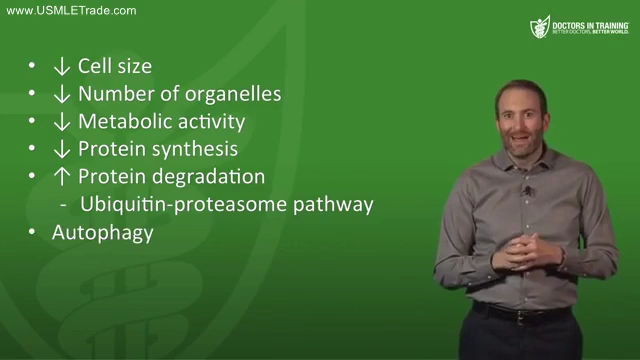 www.USMLETrade.com
DOCTORS IN TRAINING
BETTER DOCTORS. BETTER WORLD.
• ↓ Cell size
• ↓ Number of organelles
• ↓ Metabolic activity
• ↓ Protein synthesis
• ↑ Protein degradation
- Ubiquitin-proteasome pathway
• Autophagy